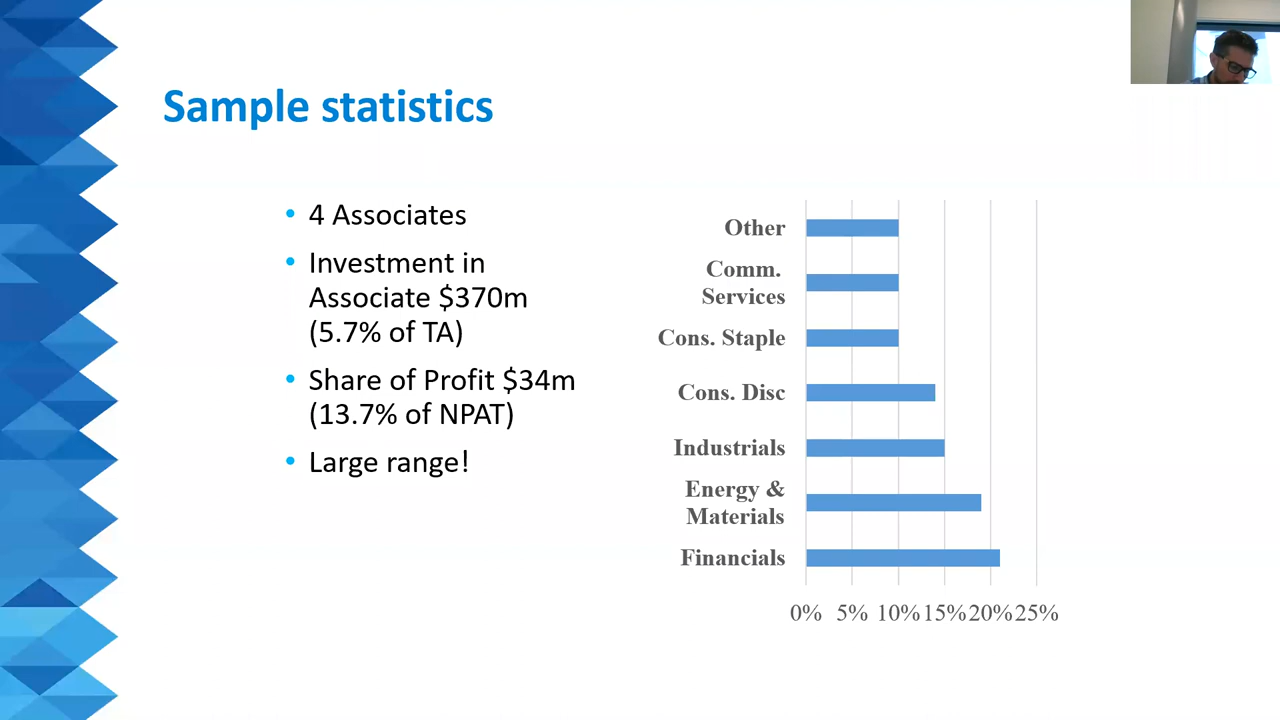 Sample statistics
• 4 Associates
• Investment in
Associate $370m
(5.7% of TA)
• Share of Profit $34m
(13.7% of NPAT)
• Large range!
Other
Comm.
Services
Cons. Staple
Cons. Disc
Industrials
Energy &
Materials
Financials
0% 5% 10% 15% 20% 25%